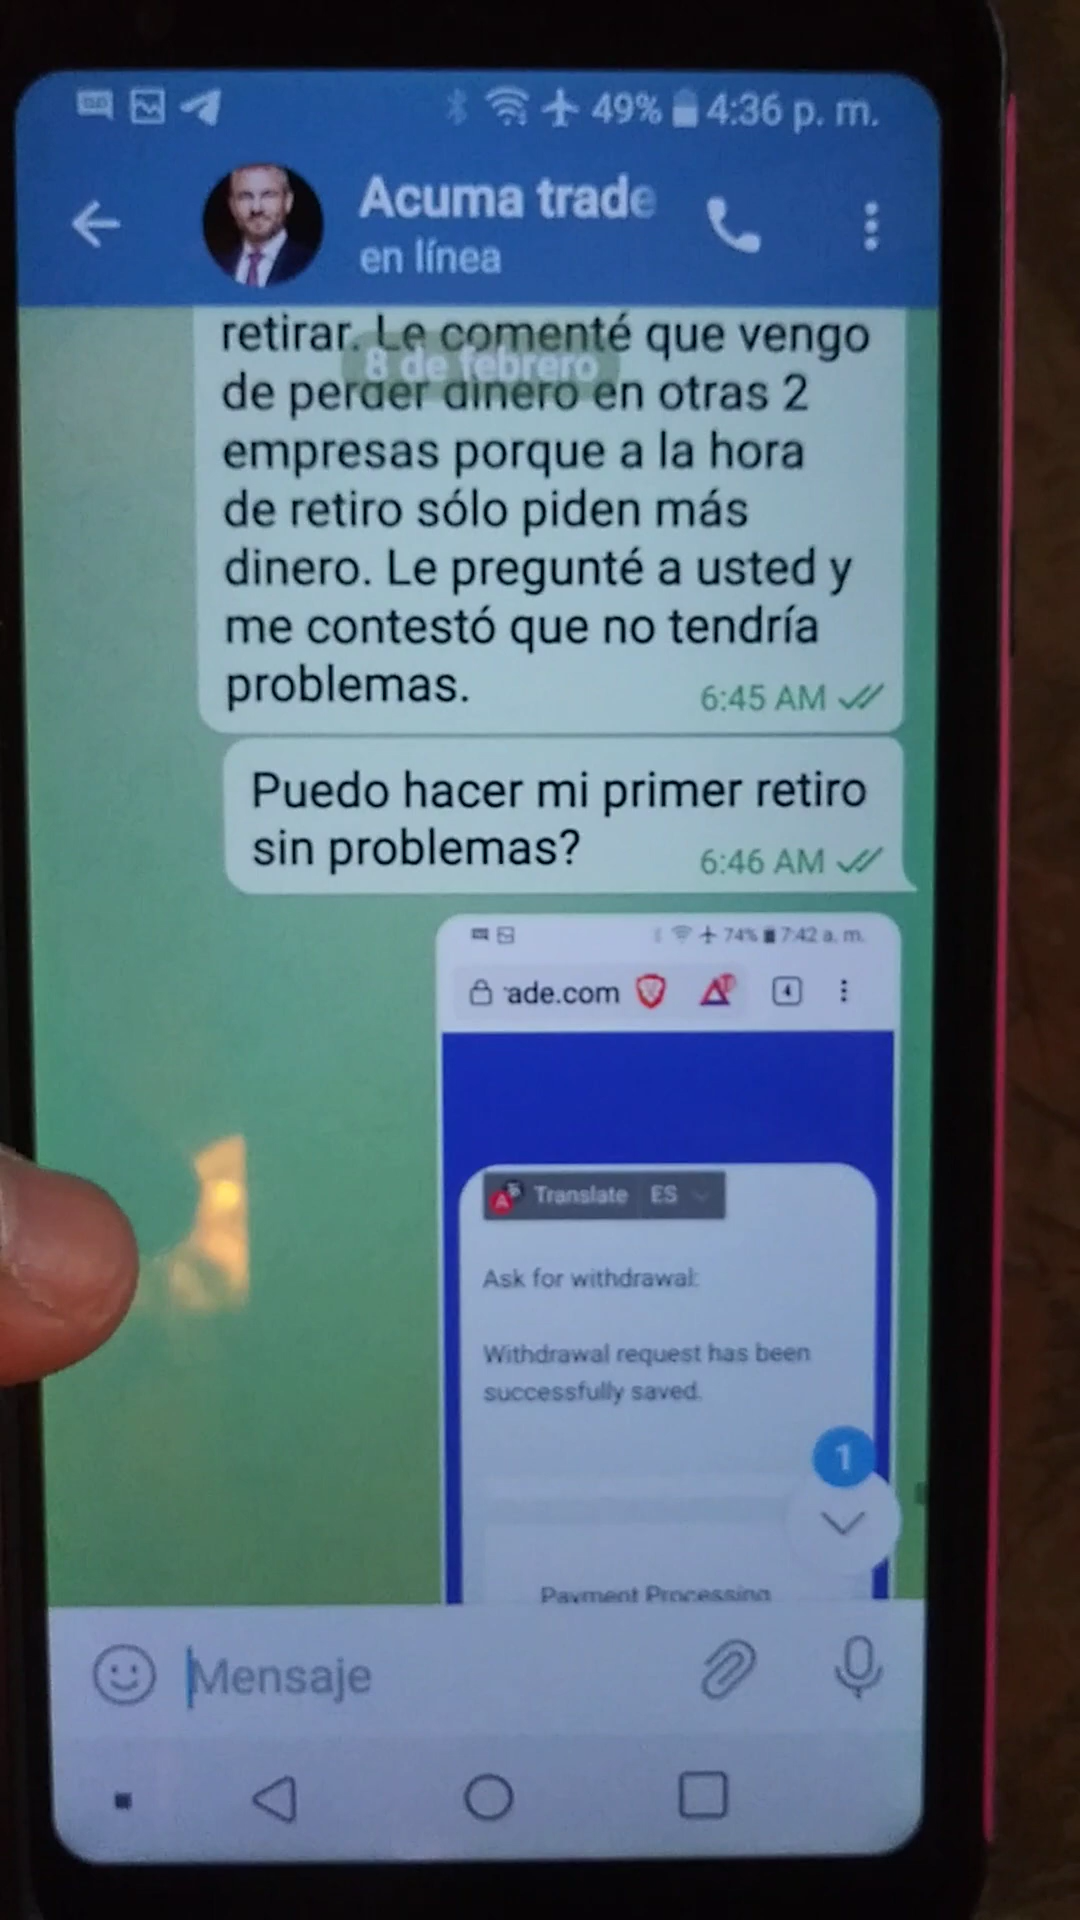 49% 4:36 p. m.
Acuma trade
en línea
retirar. Le comenté que vengo
8 de febrero
de perder dinero en otras 2
empresas porque a la hora
de retiro sólo piden más
dinero. Le pregunté a usted y
me contestó que no tendría
problemas.
6:45 AM
Puedo hacer mi primer retiro
sin problemas?
6:46 AM
74% 7:42 a. m.
ade.com
4
Translate ES
Ask for withdrawal:
Withdrawal request has been
successfully saved.
1
Payment Processing
Mensaje